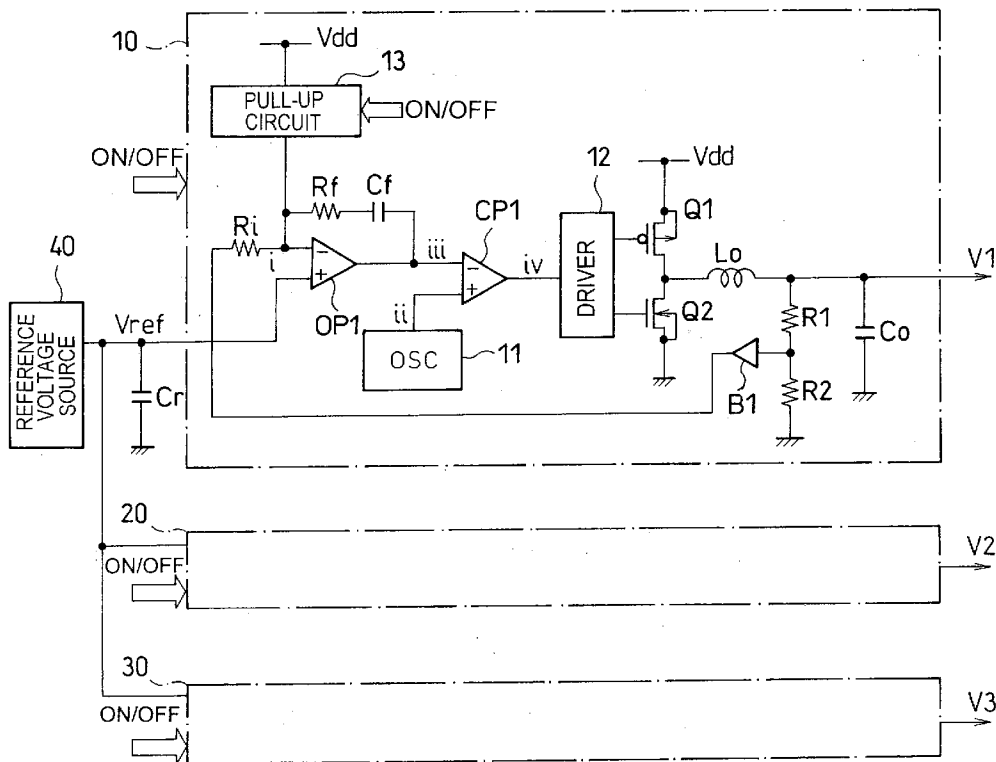 10
Vdd
13
PULL-UP
CIRCUIT
ON/OFF
ON/OFF
Rf
Cf
Ri
i
OP1
iii
CP1
ii
iv
OSC
11
12
DRIVER
Vdd
Q1
Q2
Lo
V1
R1
Co
B1
R2
40
REFERENCE
VOLTAGE
SOURCE
Vref
Cr
20
ON/OFF
V2
30
ON/OFF
V3